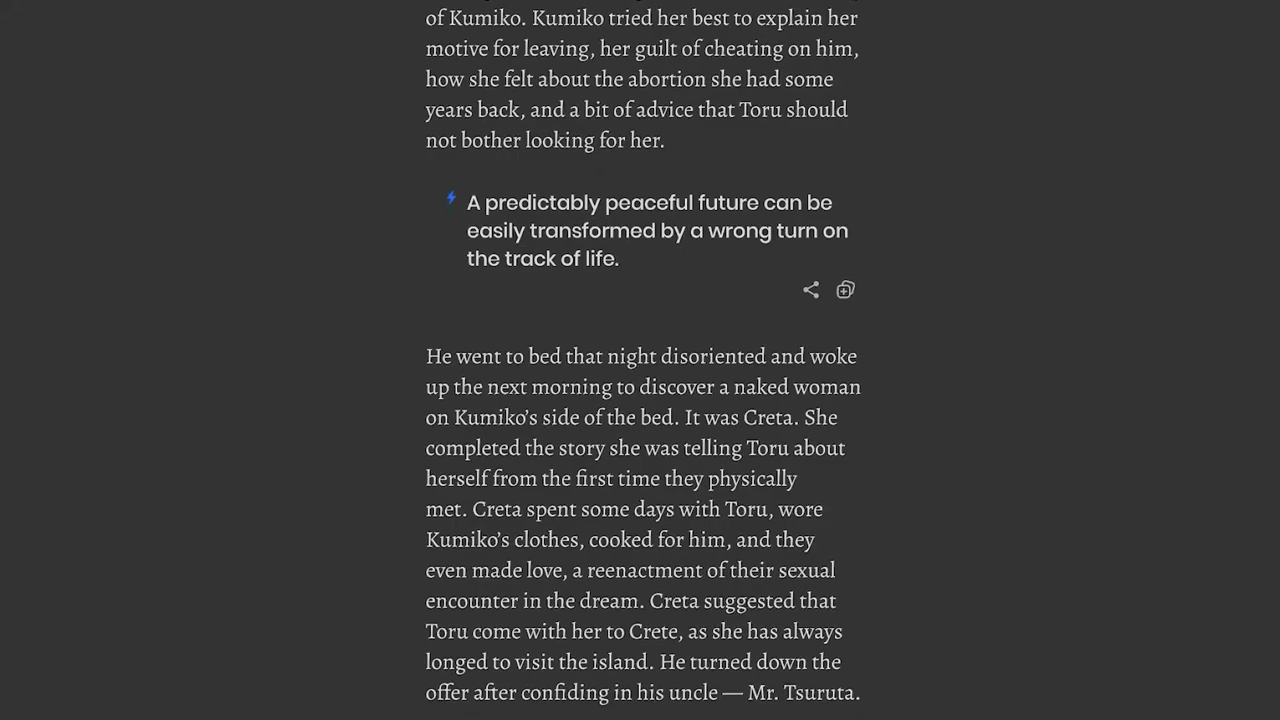 of Kumiko. Kumiko tried her best to explain her
motive for leaving, her guilt of cheating on him,
how she felt about the abortion she had some
years back, and a bit of advice that Toru should
not bother looking for her.
A predictably peaceful future can be
easily transformed by a wrong turn on
the track of life.
He went to bed that night disoriented and woke
up the next morning to discover a naked woman
on Kumiko’s side of the bed. It was Creta. She
completed the story she was telling Toru about
herself from the first time they physically
met. Creta spent some days with Toru, wore
Kumiko’s clothes, cooked for him, and they
even made love, a reenactment of their sexual
encounter in the dream. Creta suggested that
Toru come with her to Crete, as she has always
longed to visit the island. He turned down the
offer after confiding in his uncle — Mr. Tsuruta.